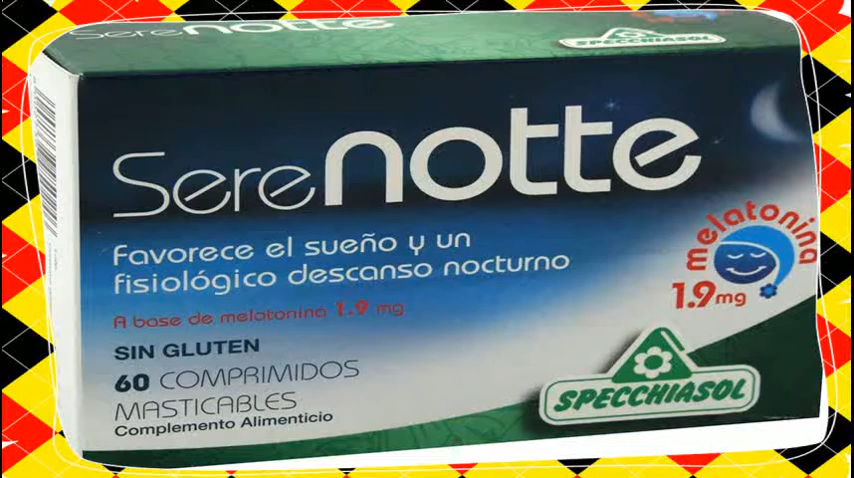 Serenotte
SPECCHIASOL
Serenotte
Favorece el sueño y un
fisiológico descanso nocturno
A base de melatonina 1.9 mg
melatonina
1.9mg
SIN GLUTEN
60 COMPRIMIDOS
MASTICABLES
Complemento Alimenticio
SPECCHIASOL